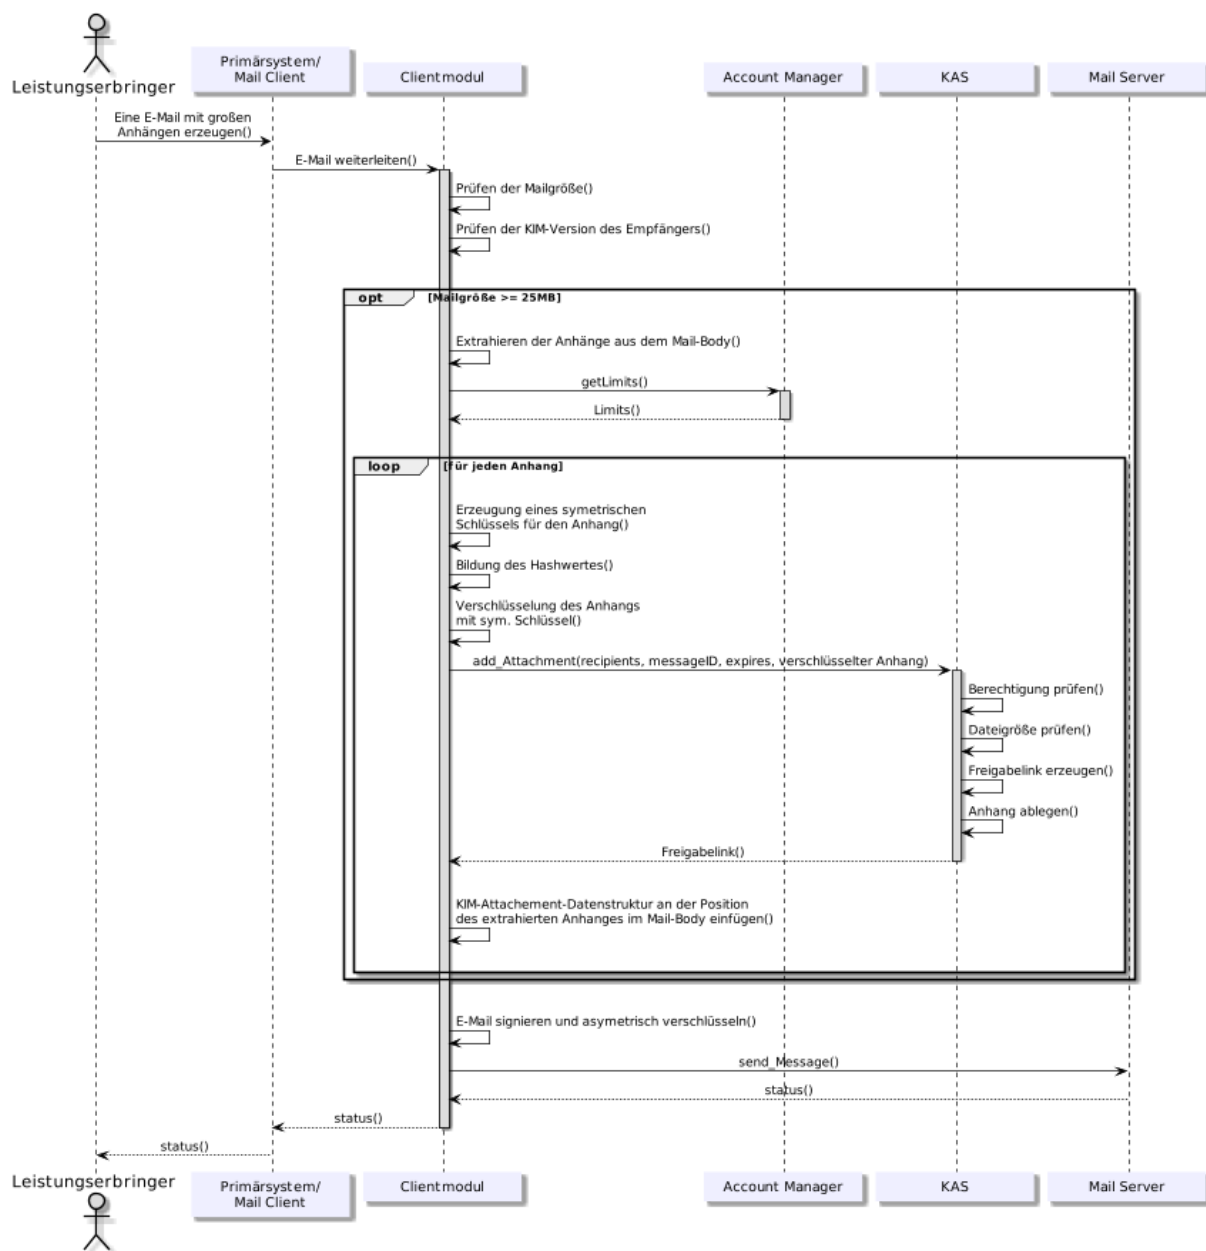 Leistungserbringer
Primärsystem/
Mail Client
Clientmodul
Account Manager
KAS
Mail Server
Eine E-Mail mit großen
Anhängen erzeugen()
E-Mail weiterleiten()
Prüfen der Mailgröße()
Prüfen der KIM-Version des Empfängers()
opt
[Mailgröße >= 25MB]
Extrahieren der Anhänge aus dem Mail-Body()
getLimits()
Limits()
loop
[für jeden Anhang]
Erzeugung eines symetrischen
Schlüssels für den Anhang()
Bildung des Hashwertes()
Verschlüsselung des Anhangs
mit sym. Schlüssel()
add_Attachment(recipients, messageID, expires, verschlüsselter Anhang)
Berechtigung prüfen()
Dateigröße prüfen()
Freigabelink erzeugen()
Anhang ablegen()
Freigabelink()
KIM-Attachement-Datenstruktur an der Position
des extrahierten Anhanges im Mail-Body einfügen()
E-Mail signieren und asymetrisch verschlüsseln()
send_Message()
status()
status()
status()
Leistungserbringer
Primärsystem/
Mail Client
Clientmodul
Account Manager
KAS
Mail Server